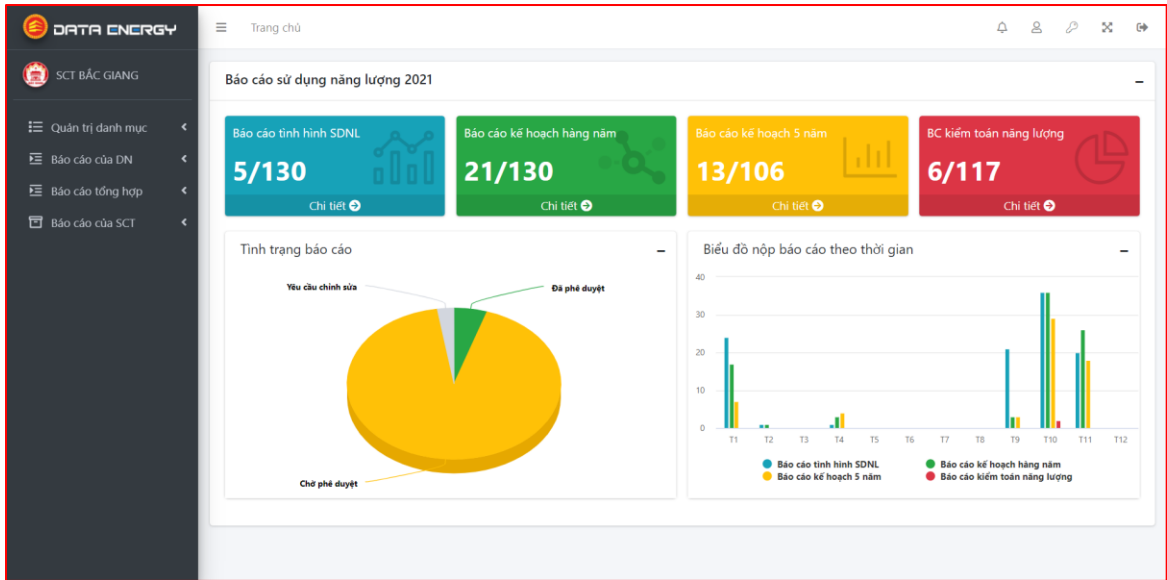 DATA ENERGY
Trang chủ
SCT BẮC GIANG
Quản trị danh mục
Báo cáo của DN
Báo cáo tổng hợp
Báo cáo của SCT
Báo cáo sử dụng năng lượng 2021
Báo cáo tình hình SDNL
5/130
Chi tiết
Báo cáo kế hoạch hàng năm
21/130
Chi tiết
Báo cáo kế hoạch 5 năm
13/106
Chi tiết
BC kiểm toán năng lượng
6/117
Chi tiết
Tình trạng báo cáo
Yêu cầu chỉnh sửa
Đã phê duyệt
Chờ phê duyệt
Biểu đồ nộp báo cáo theo thời gian
40
30
20
10
0
T1 T2 T3 T4 T5 T6 T7 T8 T9 T10 T11 T12
Báo cáo tình hình SDNL
Báo cáo kế hoạch hàng năm
Báo cáo kế hoạch 5 năm
Báo cáo kiểm toán năng lượng